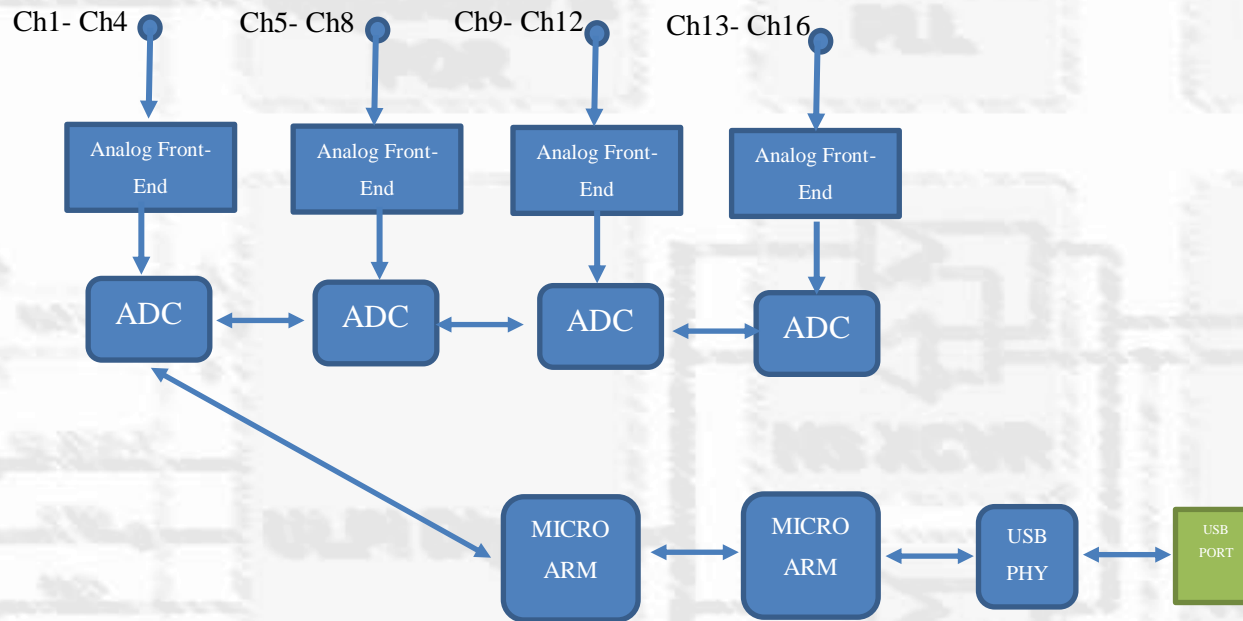 Ch1- Ch4
Ch5- Ch8
Ch9- Ch12
Ch13- Ch16
Analog Front-
End
Analog Front-
End
Analog Front-
End
Analog Front-
End
ADC
ADC
ADC
ADC
MICRO
ARM
MICRO
ARM
USB
PHY
USB
PORT